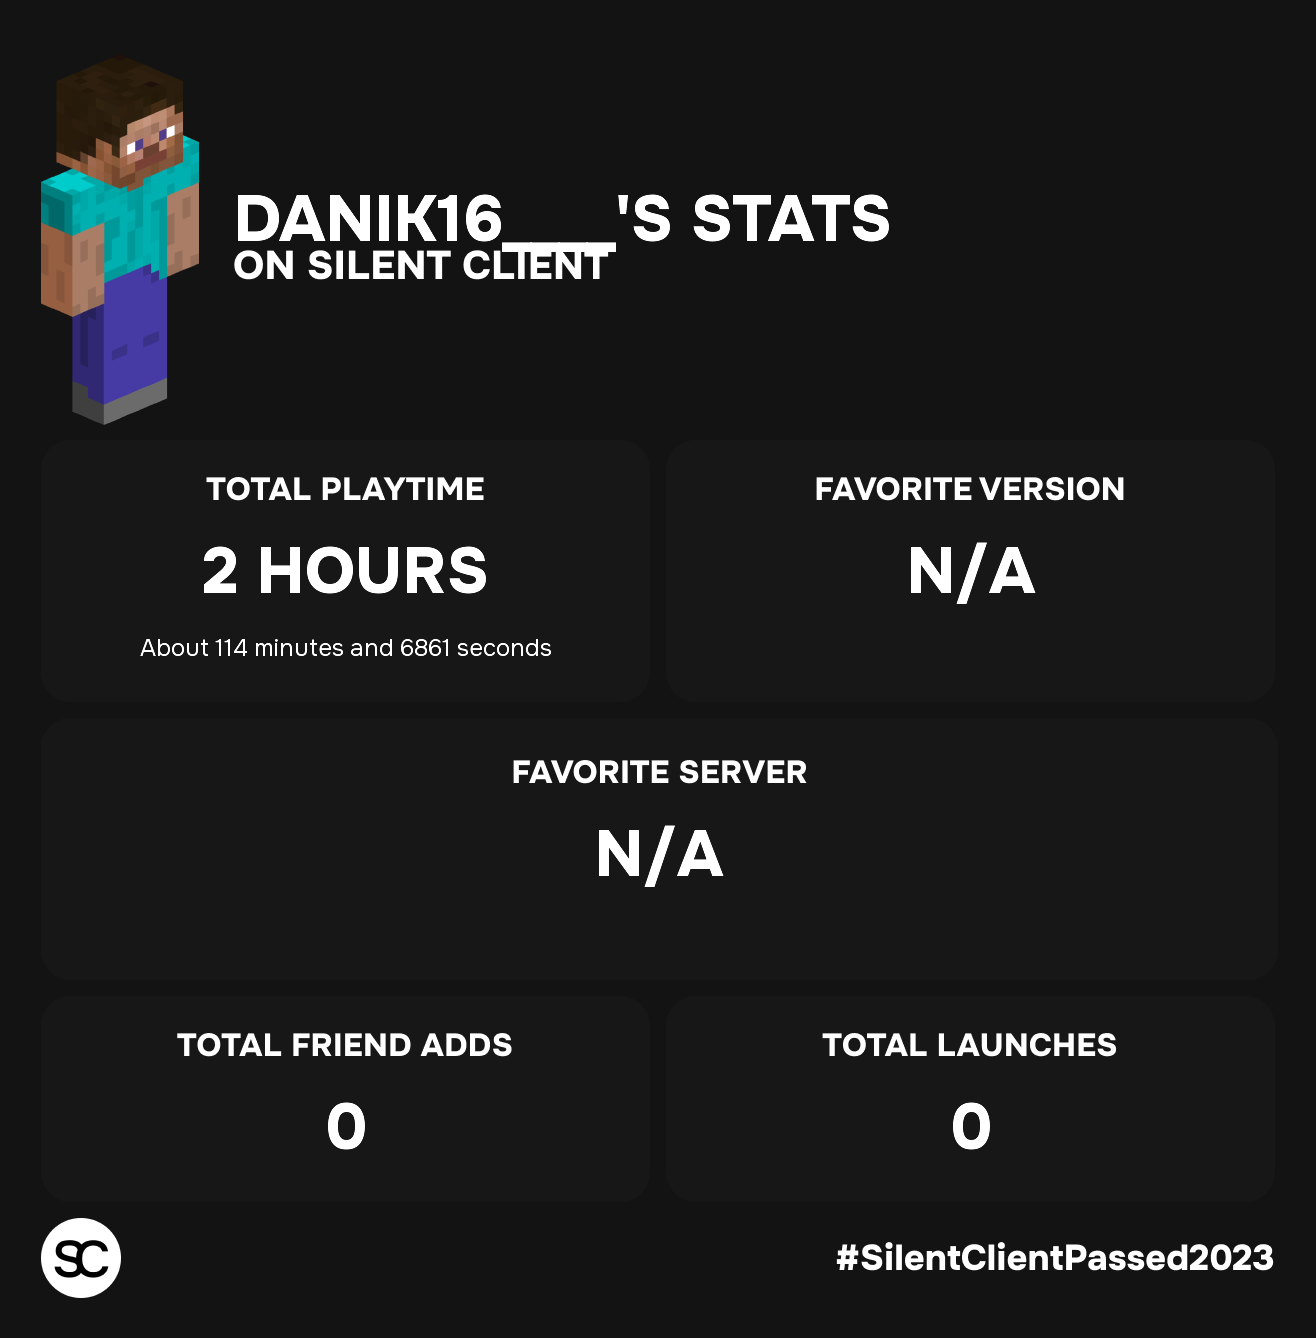 DANIK16___'S STATS
ON SILENT CLIENT
TOTAL PLAYTIME
2 HOURS
About 114 minutes and 6861 seconds
FAVORITE VERSION
N/A
FAVORITE SERVER
N/A
TOTAL FRIEND ADDS
0
TOTAL LAUNCHES
0
SC
#SilentClientPassed2023